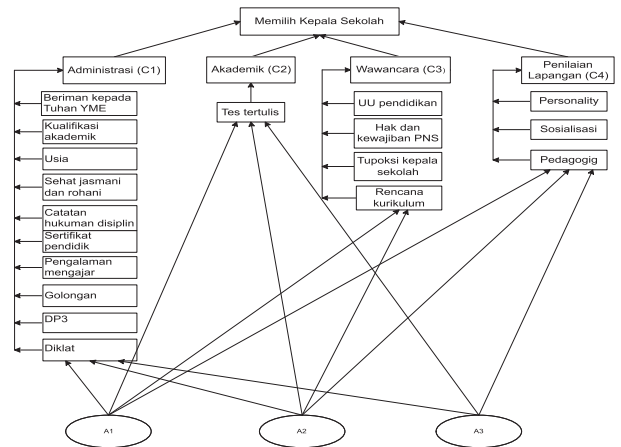 Memilih Kepala Sekolah
Administrasi (C1)
Akademik (C2)
Wawancara (C3)
Penilaian
Lapangan (C4)
Beriman kepada
Tuhan YME
Kualifikasi
akademik
Usia
Sehat jasmani
dan rohani
Catatan
hukuman disiplin
Sertifikat
pendidik
Pengalaman
mengajar
Golongan
DP3
Diklat
Tes tertulis
UU pendidikan
Hak dan
kewajiban PNS
Tupoksi kepala
sekolah
Rencana
kurikulum
Personality
Sosialisasi
Pedagogig
A1
A2
A3